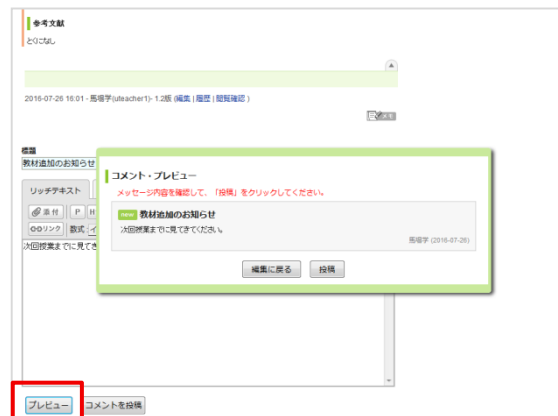 参考文献
とくになし
2016-07-26 16:01 - 馬場学(uteacher1)- 1.2版 (編集 | 履歴 | 閲覧確認 )
メモ
標題
教材追加のお知らせ
リッチテキスト
添付 P H
リンク 数式
次回授業までに見てき
コメント・プレビュー
メッセージ内容を確認して、「投稿」をクリックしてください。
new 教材追加のお知らせ
次回授業までに見てきてください。
馬場学 (2016-07-26)
編集に戻る 投稿
プレビュー コメントを投稿